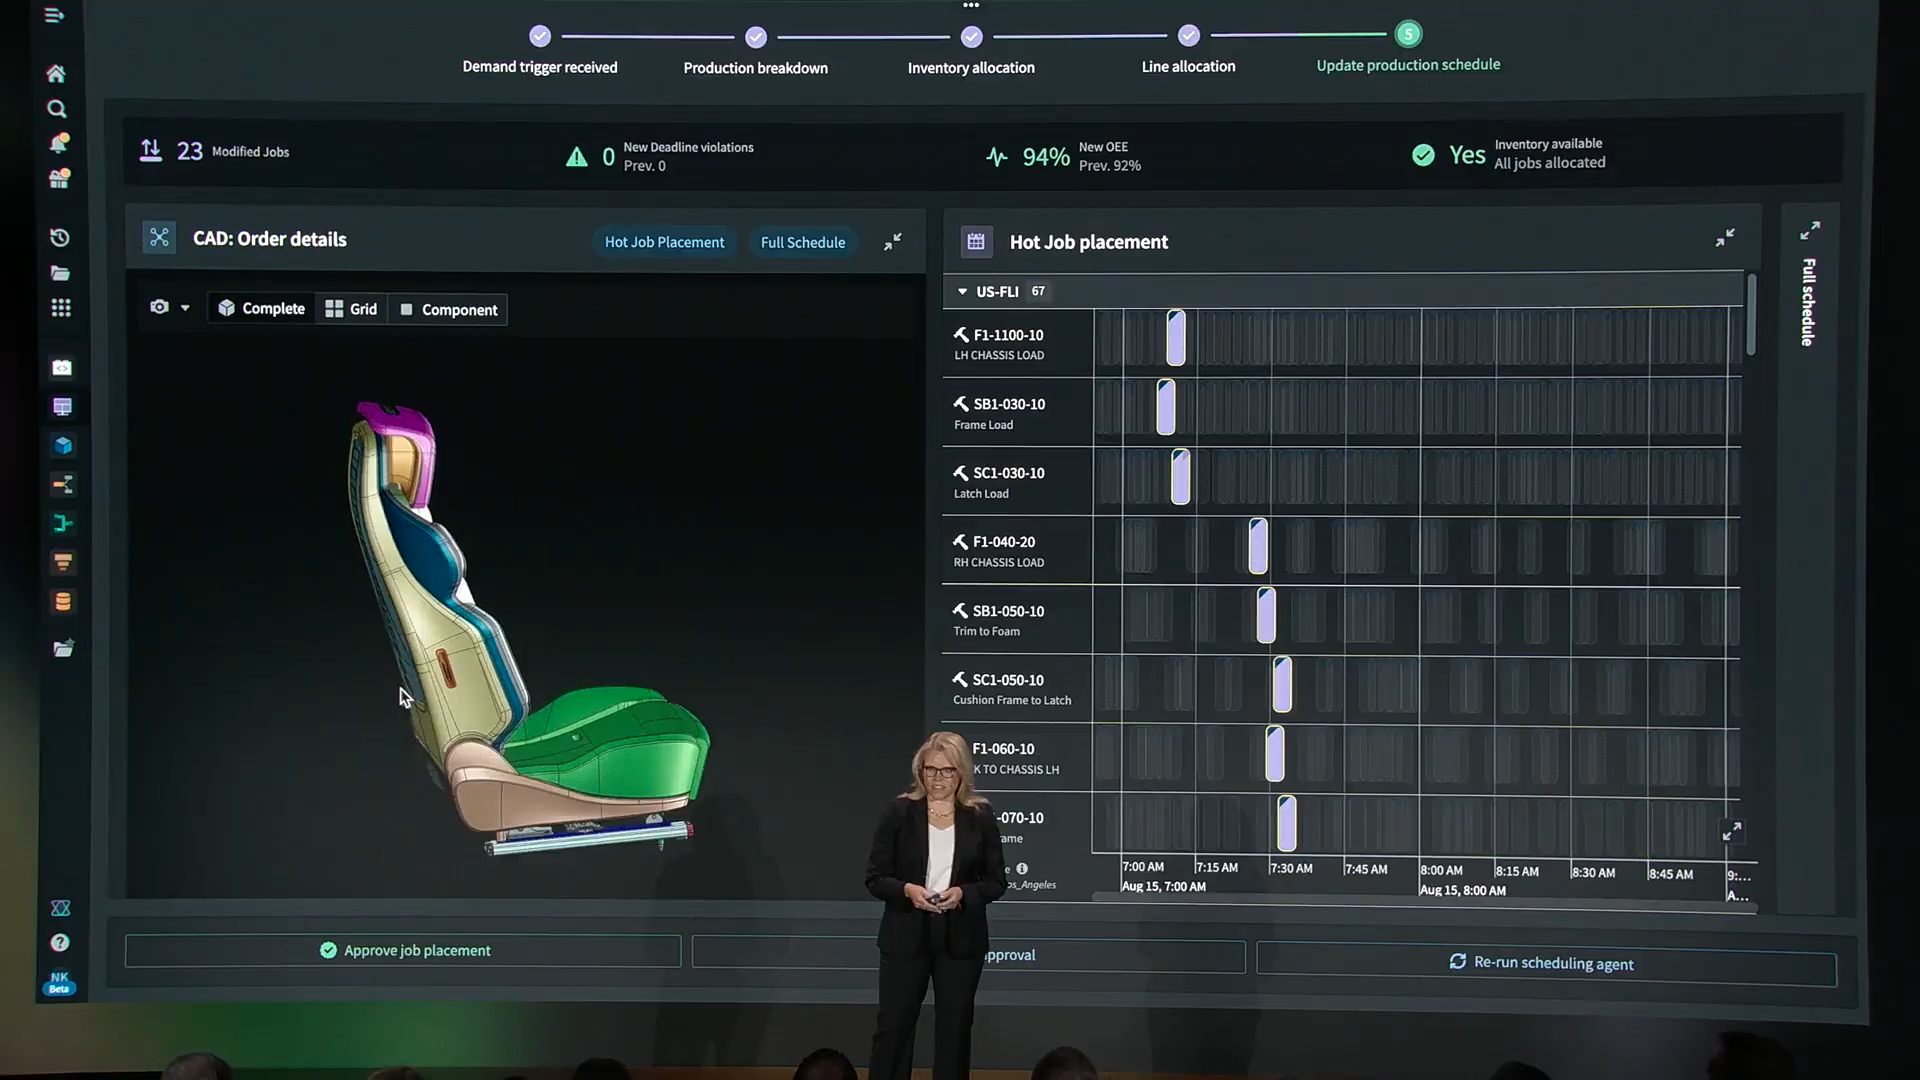 5
Demand trigger received
Production breakdown
Inventory allocation
Line allocation
Update production schedule
23 Modified Jobs
0
New Deadline violations
Prev. 0
94%
New OEE
Prev. 92%
Yes
Inventory available
All jobs allocated
CAD: Order details
Hot Job Placement
Full Schedule
Complete
Grid
Component
Hot Job placement
Full schedule
US-FLI 67
F1-1100-10
LH CHASSIS LOAD
SB1-030-10
Frame Load
SC1-030-10
Latch Load
F1-040-20
RH CHASSIS LOAD
SB1-050-10
Trim to Foam
SC1-050-10
Cushion Frame to Latch
F1-060-10
K TO CHASSIS LH
-070-10
ame
e
os_Angeles
7:00 AM
7:15 AM
7:30 AM
7:45 AM
8:00 AM
8:15 AM
8:30 AM
8:45 AM
9:...
Aug 15, 7:00 AM
Aug 15, 8:00 AM
A...
Approve job placement
pproval
Re-run scheduling agent
NK
Beta